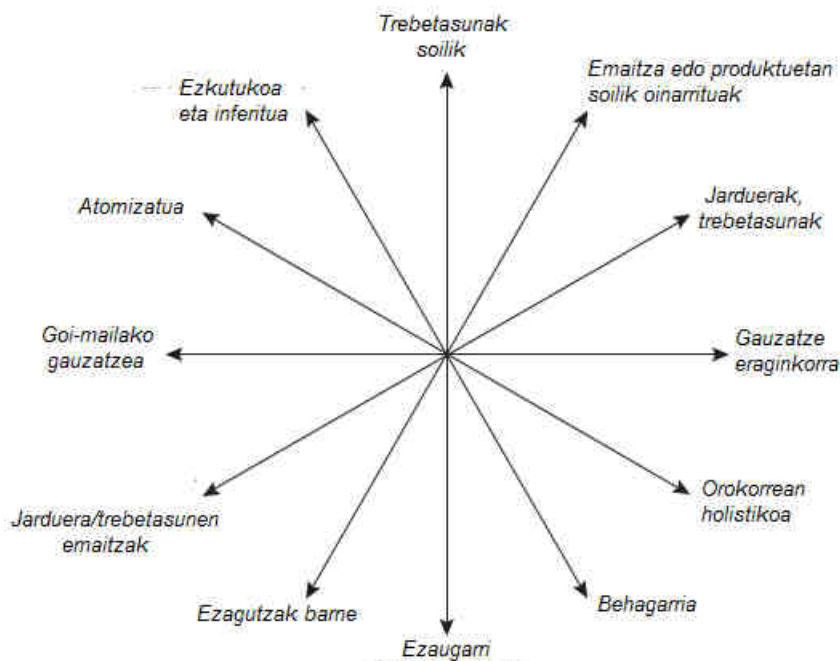 Trebetasunak
soilik
Ezkutukoa
eta inferitua
Emaitza edo produktuetan
soilik oinarrituak
Atomizatua
Jarduerak,
trebetasunak
Goi-mailako
gauzatzea
Gauzatze
eraginkorra
Jarduera/trebetasunen
emaitzak
Orokorrean
holistikoa
Ezagutzak barne
Behagarria
Ezaugarri